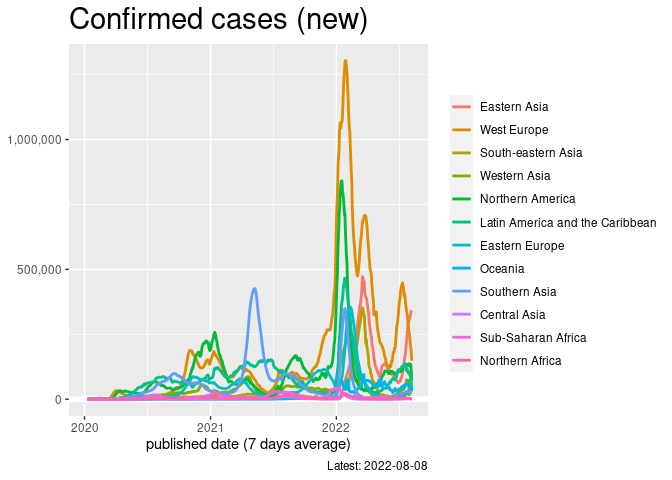 Confirmed cases (new)
1,000,000
500,000
0
2020
2021
2022
published date (7 days average)
Latest: 2022-08-08
Eastern Asia
West Europe
South-eastern Asia
Western Asia
Northern America
Latin America and the Caribbean
Eastern Europe
Oceania
Southern Asia
Central Asia
Sub-Saharan Africa
Northern Africa